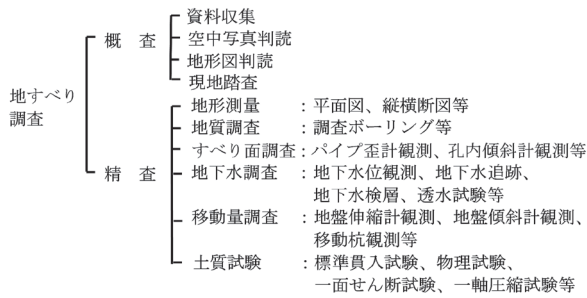 資料収集
概　査
空中写真判読
地形図判読
現地踏査
地すべり
調査
地形測量　：平面図、縦横断図等
地質調査　：調査ボーリング等
すべり面調査：パイプ歪計観測、孔内傾斜計観測等
精　査
地下水調査　：地下水位観測、地下水追跡、
地下水検層、透水試験等
移動量調査　：地盤伸縮計観測、地盤傾斜計観測、
移動杭観測等
土質試験　：標準貫入試験、物理試験、
一面せん断試験、一軸圧縮試験等